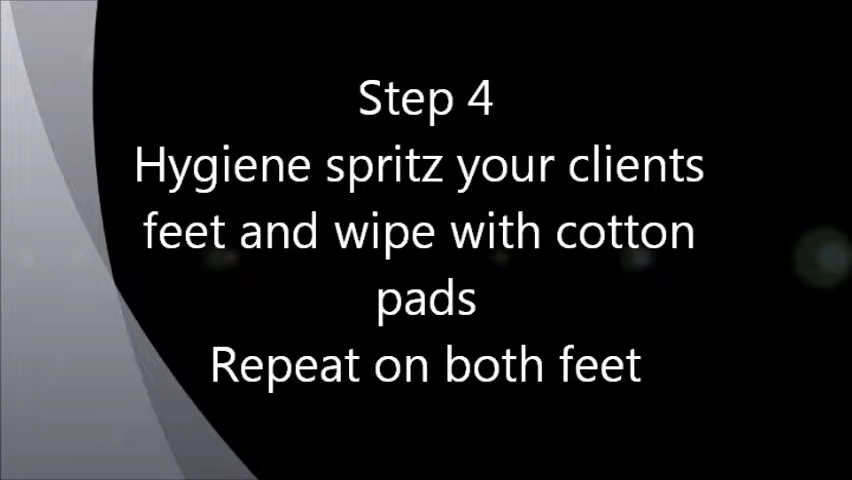 Step 4
Hygiene spritz your clients
feet and wipe with cotton
pads
Repeat on both feet